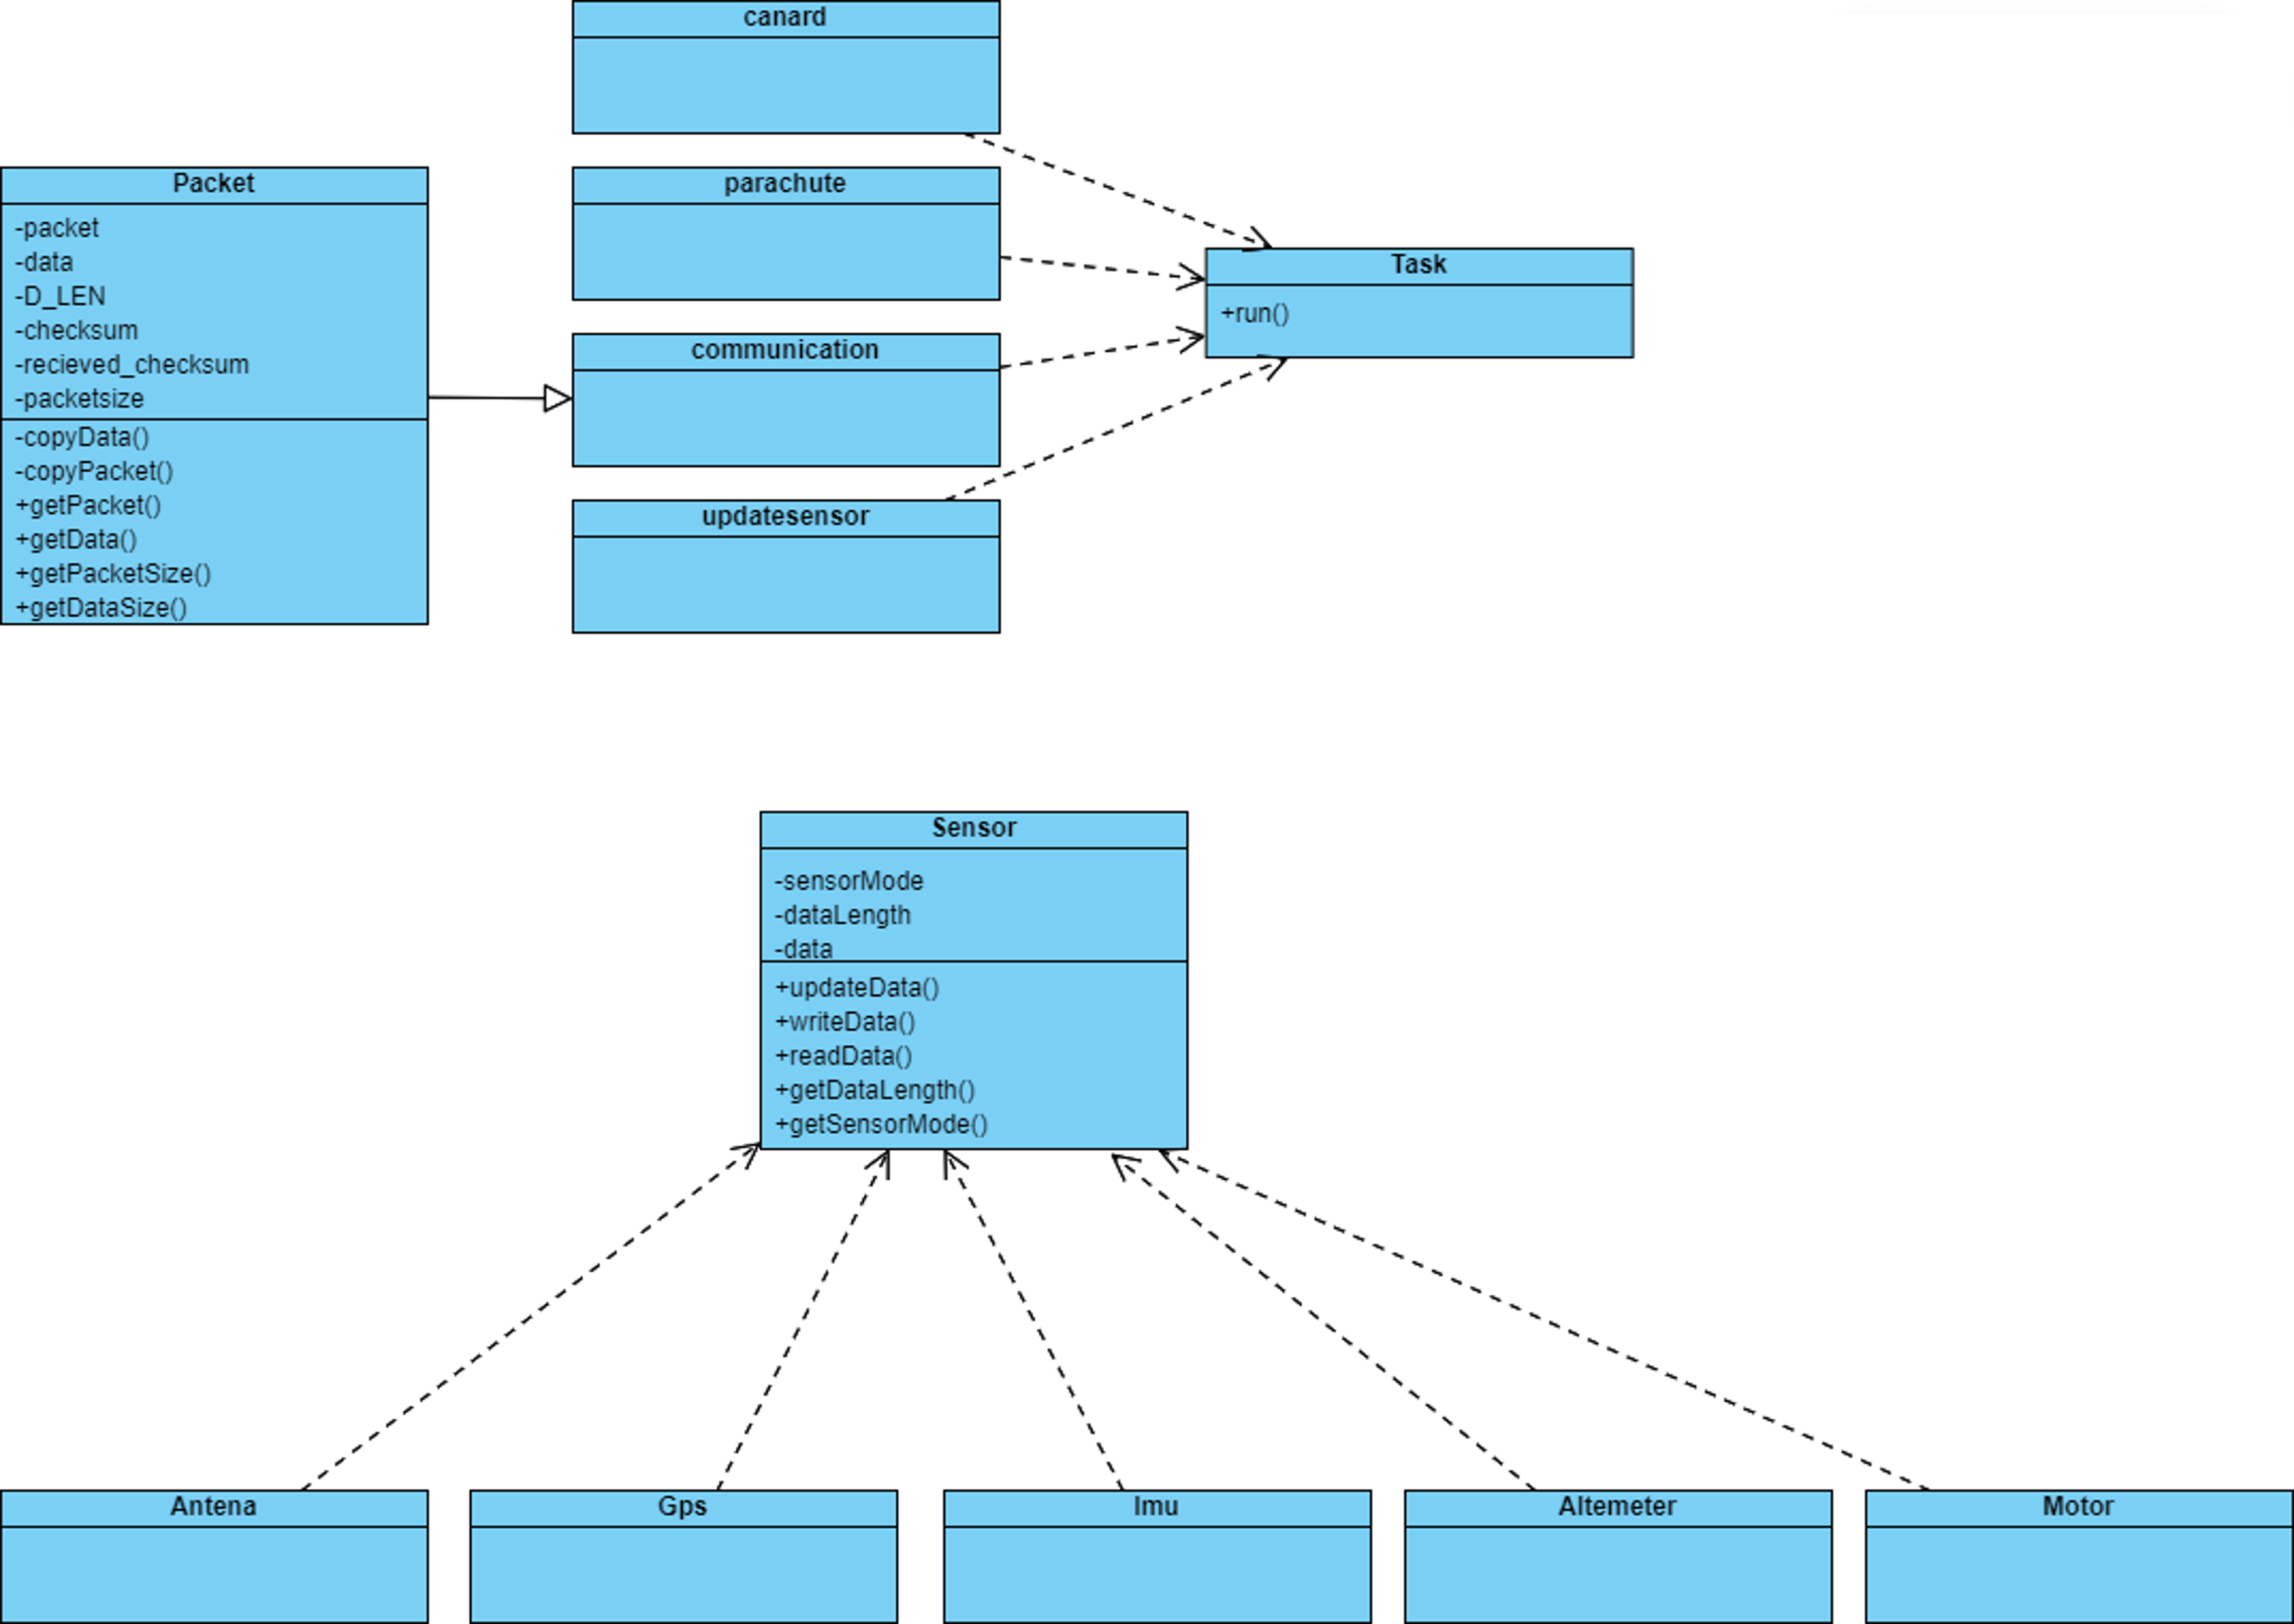 canard
Packet
-packet
-data
-D_LEN
-checksum
-recieved_checksum
-packetsize
-copyData()
-copyPacket()
+getPacket()
+getData()
+getPacketSize()
+getDataSize()
parachute
communication
updatesensor
Task
+run()
Sensor
-sensorMode
-dataLength
-data
+updateData()
+writeData()
+readData()
+getDataLength()
+getSensorMode()
Antena
Gps
Imu
Altemeter
Motor